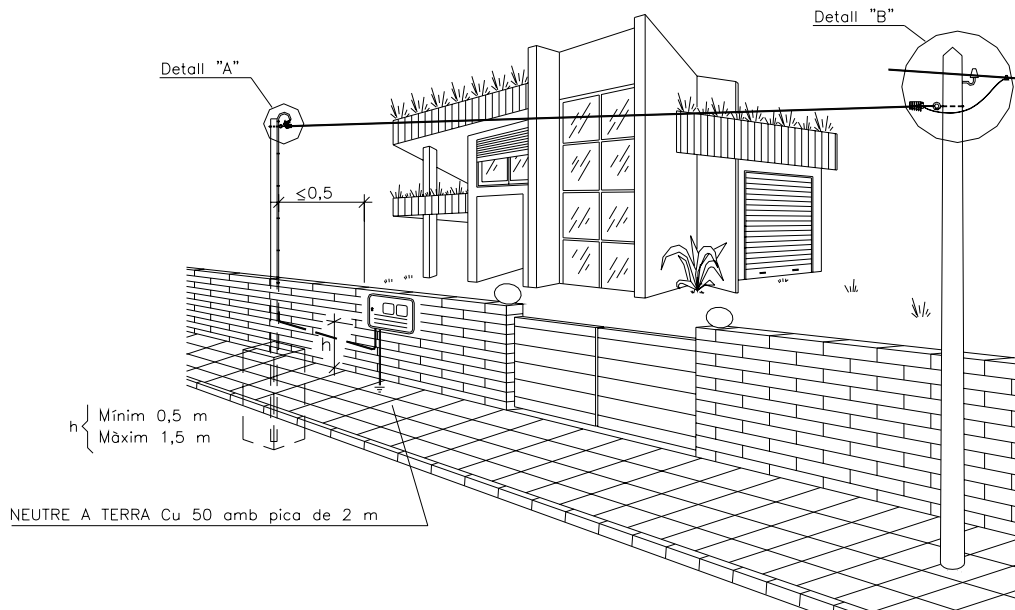 Detall "B"
Detall "A"
≤0,5
h
h { Mínim 0,5 m
Màxim 1,5 m
NEUTRE A TERRA Cu 50 amb pica de 2 m